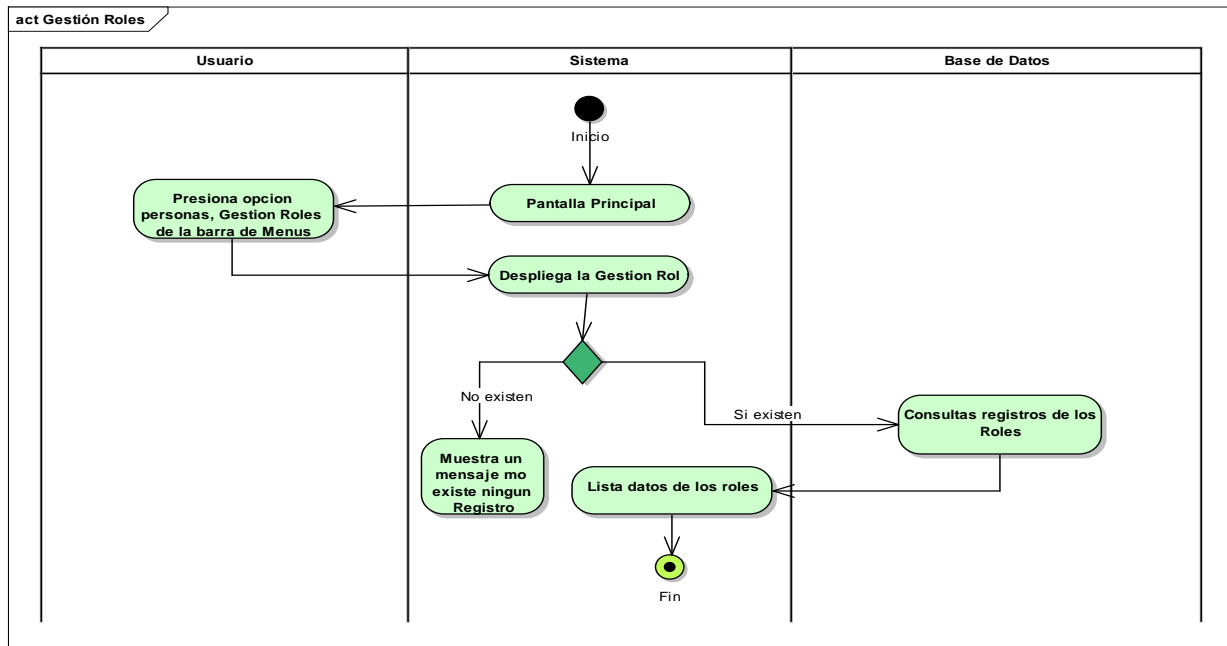 act Gestión Roles
Usuario
Sistema
Base de Datos
Inicio
Presiona opcion
personas, Gestion Roles
de la barra de Menus
Pantalla Principal
Despliega la Gestion Rol
No existen
Si existen
Consultas registros de los
Roles
Muestra un
mensaje mo
existe ningun
Registro
Lista datos de los roles
Fin